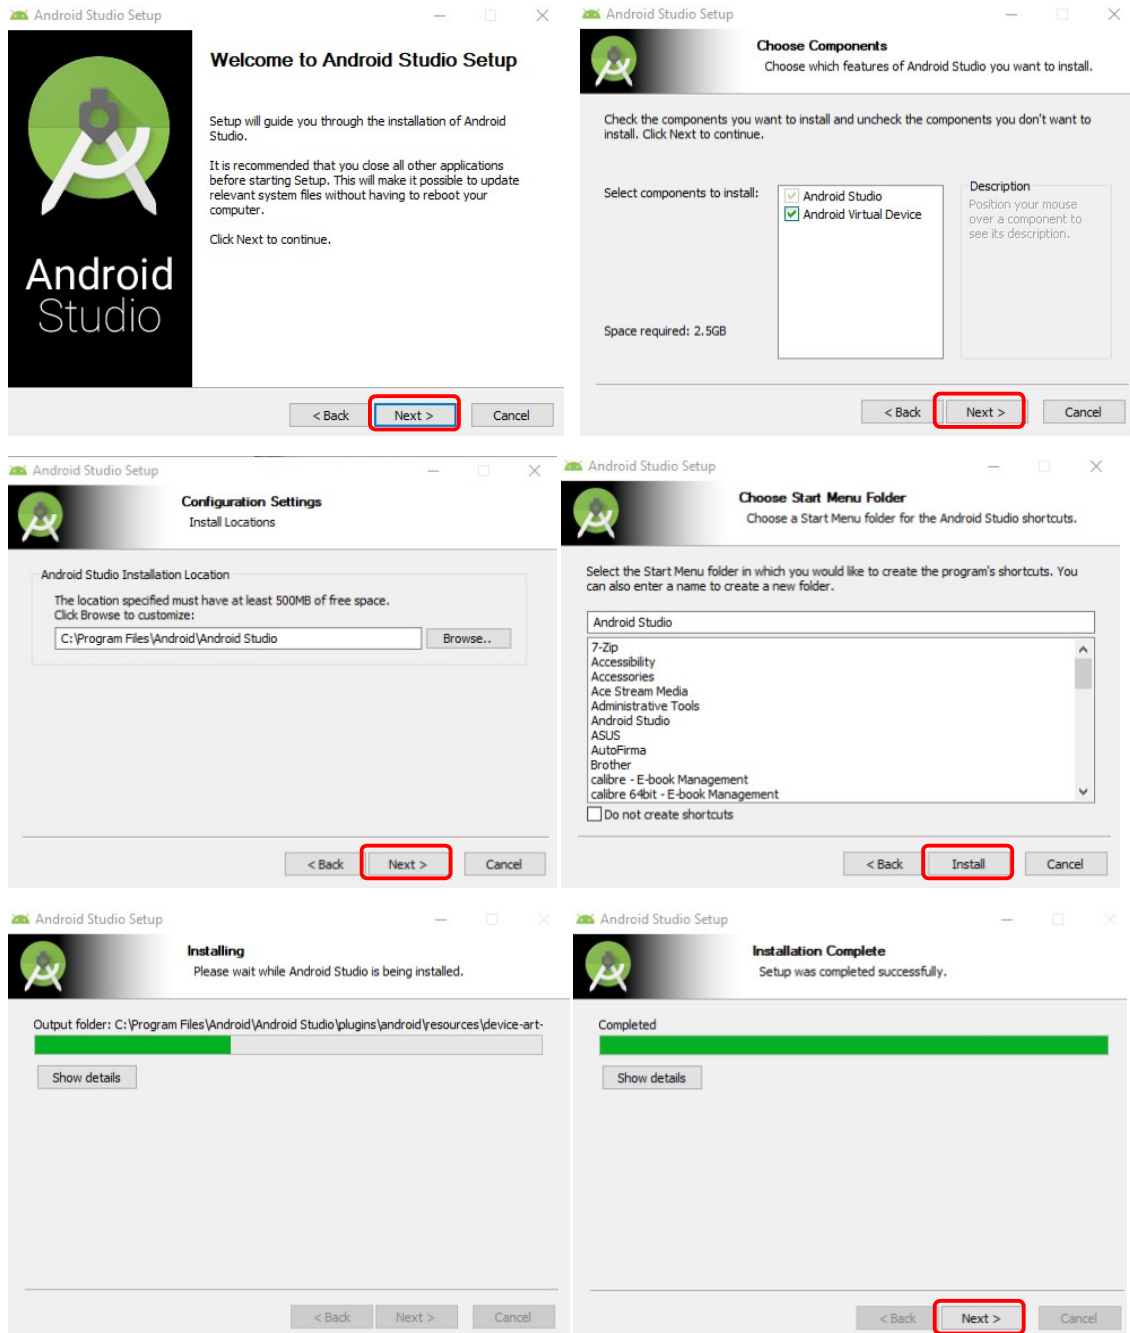 Android Studio Setup
Welcome to Android Studio Setup
Setup will guide you through the installation of Android
Studio.
It is recommended that you close all other applications
before starting Setup. This will make it possible to update
relevant system files without having to reboot your
computer.
Click Next to continue.
Android
Studio
< Back
Next >
Cancel
Android Studio Setup
Choose Components
Choose which features of Android Studio you want to install.
Check the components you want to install and uncheck the components you don't want to
install. Click Next to continue.
Select components to install:
Android Studio
Android Virtual Device
Description
Position your mouse
over a component to
see its description.
Space required: 2.5GB
< Back
Next >
Cancel
Android Studio Setup
Configuration Settings
Install Locations
Android Studio Installation Location
The location specified must have at least 500MB of free space.
Click Browse to customize:
C:\Program Files\Android\Android Studio
Browse..
< Back
Next >
Cancel
Android Studio Setup
Choose Start Menu Folder
Choose a Start Menu folder for the Android Studio shortcuts.
Select the Start Menu folder in which you would like to create the program's shortcuts. You
can also enter a name to create a new folder.
Android Studio
7-Zip
Accessibility
Accessories
Ace Stream Media
Administrative Tools
Android Studio
ASUS
AutoFirma
Brother
calibre - E-book Management
calibre 64bit - E-book Management
Do not create shortcuts
< Back
Install
Cancel
Android Studio Setup
Installing
Please wait while Android Studio is being installed.
Output folder: C:\Program Files\Android\Android Studio\plugins\android\resources\device-art-
Show details
< Back
Next >
Cancel
Android Studio Setup
Installation Complete
Setup was completed successfully.
Completed
Show details
< Back
Next >
Cancel